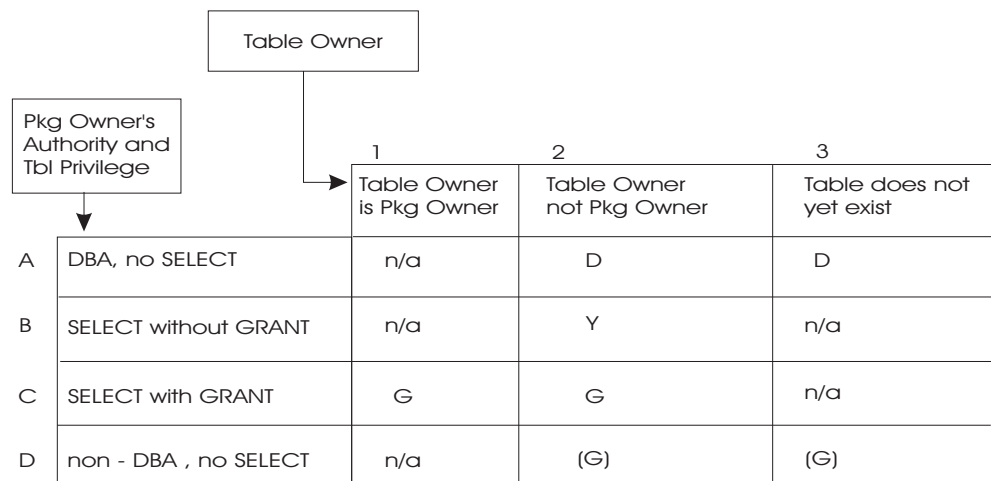 Table Owner
Pkg Owner's
Authority and
Tbl Privilege
1 2 3
Table Owner
is Pkg Owner
Table Owner
not Pkg Owner
Table does not
yet exist
A DBA, no SELECT n/a D D
B SELECT without GRANT n/a Y n/a
C SELECT with GRANT G G n/a
D non - DBA , no SELECT n/a (G) (G)